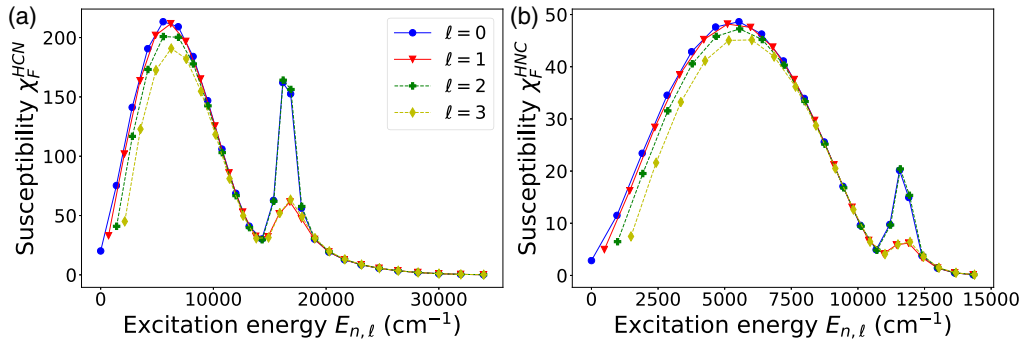 (a)
Susceptibility χ_F^{HCN}
200
150
100
50
0
0 10000 20000 30000
Excitation energy E_{n,ℓ} (cm⁻¹)
ℓ = 0
ℓ = 1
ℓ = 2
ℓ = 3
(b)
Susceptibility χ_F^{HNC}
50
40
30
20
10
0
0 2500 5000 7500 10000 12500 15000
Excitation energy E_{n,ℓ} (cm⁻¹)